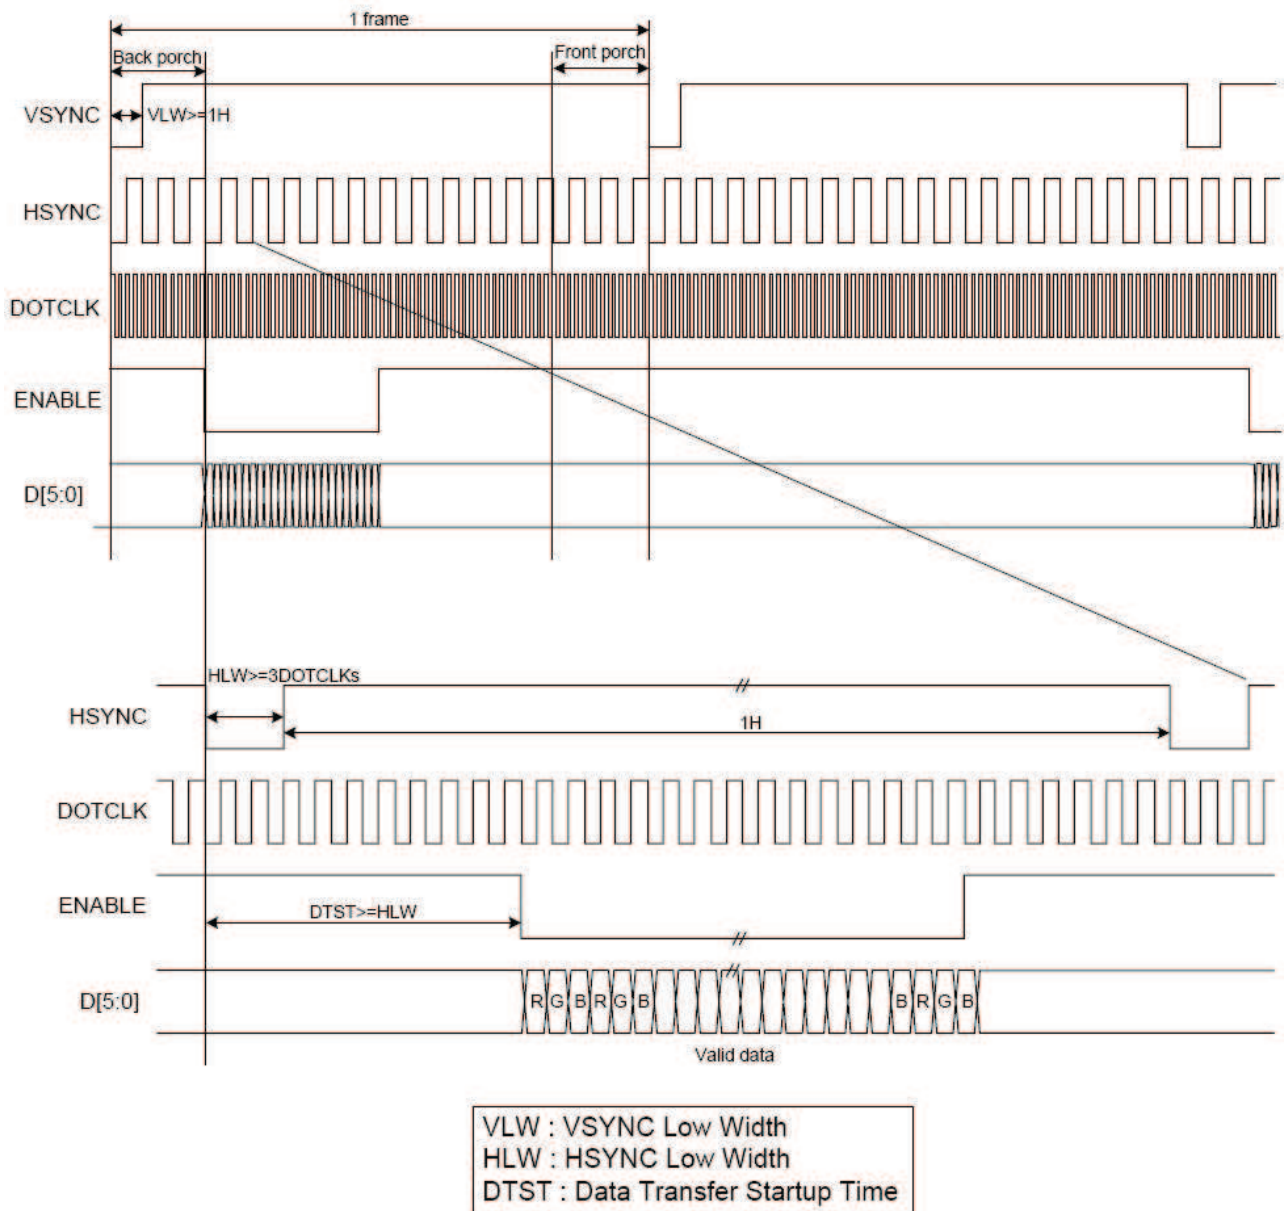 1 frame
Back porch
Front porch
VSYNC
VLW>=1H
HSYNC
DOTCLK
ENABLE
D[5:0]
HLW>=3DOTCLKs
//
HSYNC
1H
DOTCLK
ENABLE
DTST>=HLW
//
//
D[5:0]
R G B R G B B R G B
Valid data
VLW : VSYNC Low Width
HLW : HSYNC Low Width
DTST : Data Transfer Startup Time